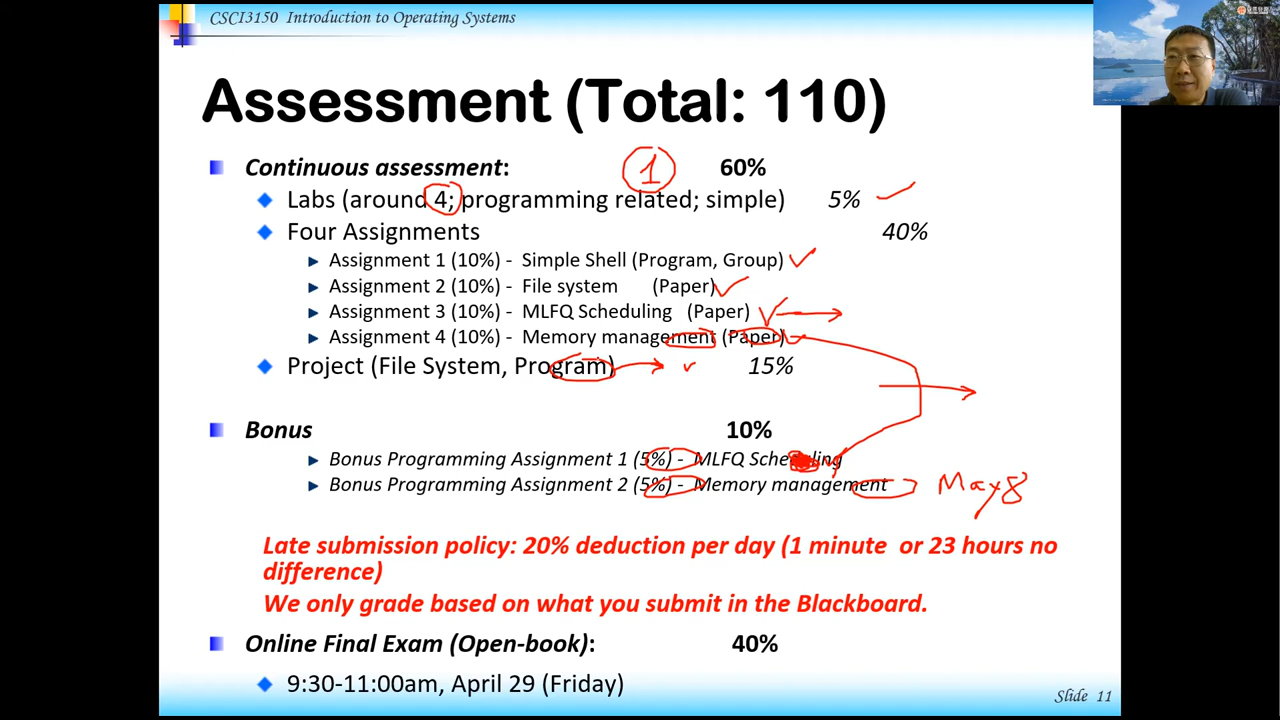 CSCI3150 Introduction to Operating Systems
Assessment (Total: 110)
Continuous assessment: 1 60%
Labs (around 4; programming related; simple) 5%
Four Assignments 40%
Assignment 1 (10%) - Simple Shell (Program, Group)
Assignment 2 (10%) - File system (Paper)
Assignment 3 (10%) - MLFQ Scheduling (Paper)
Assignment 4 (10%) - Memory management (Paper)
Project (File System, Program) 15%
Bonus 10%
Bonus Programming Assignment 1 (5%) - MLFQ Scheduling
Bonus Programming Assignment 2 (5%) - Memory management May 8
Late submission policy: 20% deduction per day (1 minute or 23 hours no
difference)
We only grade based on what you submit in the Blackboard.
Online Final Exam (Open-book): 40%
9:30-11:00am, April 29 (Friday)
Slide 11